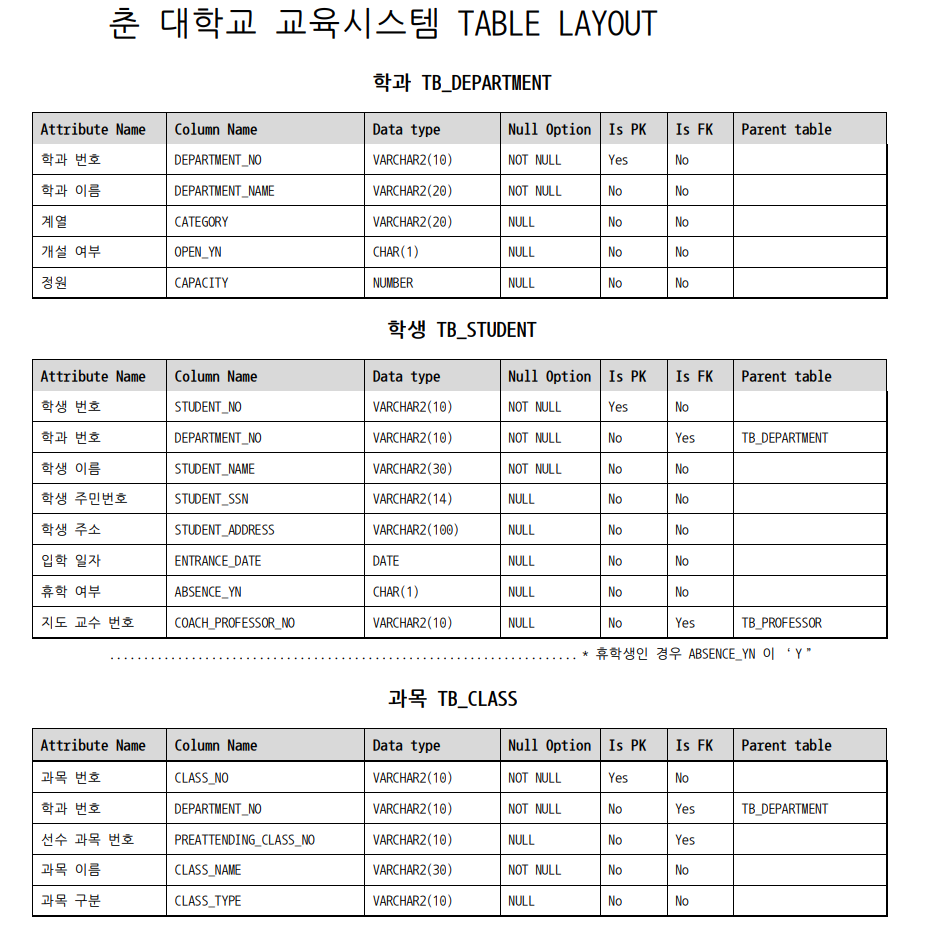 춘 대학교 교육시스템 TABLE LAYOUT
학과 TB_DEPARTMENT
Attribute Name Column Name Data type Null Option Is PK Is FK Parent table
학과 번호 DEPARTMENT_NO VARCHAR2(10) NOT NULL Yes No
학과 이름 DEPARTMENT_NAME VARCHAR2(20) NOT NULL No No
계열 CATEGORY VARCHAR2(20) NULL No No
개설 여부 OPEN_YN CHAR(1) NULL No No
정원 CAPACITY NUMBER NULL No No
학생 TB_STUDENT
Attribute Name Column Name Data type Null Option Is PK Is FK Parent table
학생 번호 STUDENT_NO VARCHAR2(10) NOT NULL Yes No
학과 번호 DEPARTMENT_NO VARCHAR2(10) NOT NULL No Yes TB_DEPARTMENT
학생 이름 STUDENT_NAME VARCHAR2(30) NOT NULL No No
학생 주민번호 STUDENT_SSN VARCHAR2(14) NULL No No
학생 주소 STUDENT_ADDRESS VARCHAR2(100) NULL No No
입학 일자 ENTRANCE_DATE DATE NULL No No
휴학 여부 ABSENCE_YN CHAR(1) NULL No No
지도 교수 번호 COACH_PROFESSOR_NO VARCHAR2(10) NULL No Yes TB_PROFESSOR
...................................................................... * 휴학생인 경우 ABSENCE_YN 이 ‘Y”
과목 TB_CLASS
Attribute Name Column Name Data type Null Option Is PK Is FK Parent table
과목 번호 CLASS_NO VARCHAR2(10) NOT NULL Yes No
학과 번호 DEPARTMENT_NO VARCHAR2(10) NOT NULL No Yes TB_DEPARTMENT
선수 과목 번호 PREATTENDING_CLASS_NO VARCHAR2(10) NULL No Yes
과목 이름 CLASS_NAME VARCHAR2(30) NOT NULL No No
과목 구분 CLASS_TYPE VARCHAR2(10) NULL No No